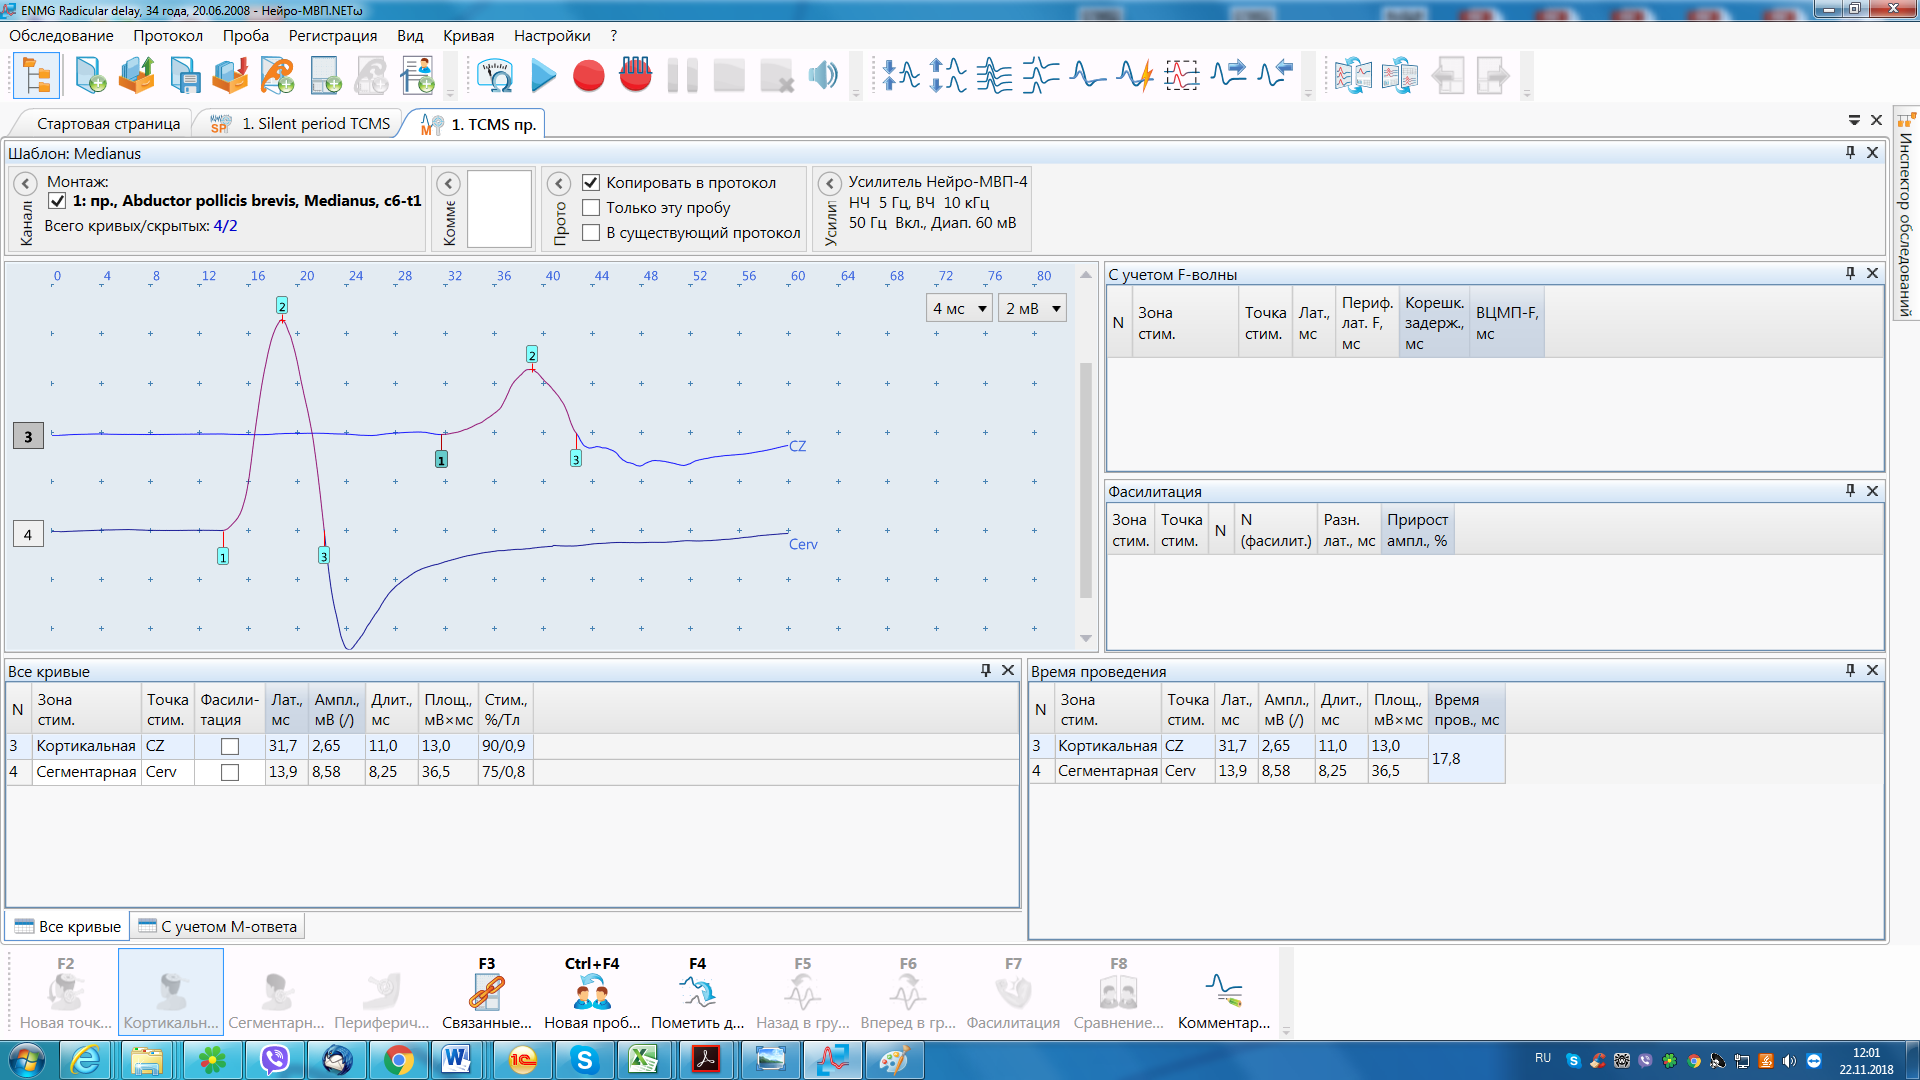 ENMG Radicular delay, 34 года, 20.06.2008 - Нейро-МВП.NETω
Обследование Протокол Проба Регистрация Вид Кривая Настройки ?
Стартовая страница
1. Silent period TCMS
1. TCMS пр.
Шаблон: Medianus
Монтаж:
1: пр., Abductor pollicis brevis, Medianus, c6-t1
Всего кривых/скрытых: 4/2
Копировать в протокол
Только эту пробу
В существующий протокол
Усилитель Нейро-МВП-4
НЧ 5 Гц, ВЧ 10 кГц
50 Гц Вкл., Диап. 60 мВ
Инспектор обследований
0 4 8 12 16 20 24 28 32 36 40 44 48 52 56 60 64 68 72 76 80
4 мс 2 мВ
2
2
3
1
3
CZ
4
1
3
Cerv
С учетом F-волны
N Зона стим. Точка стим. Лат., мс Периф. лат. F, мс Корешк. задерж., мс ВЦМП-F, мс
Фасилитация
Зона стим. Точка стим. N N (фасилит.) Разн. лат., мс Прирост ампл., %
Все кривые
N Зона стим. Точка стим. Фасили-тация Лат., мс Ампл., мВ (/) Длит., мс Площ., мВ×мс Стим., %/Тл
3 Кортикальная CZ 31,7 2,65 11,0 13,0 90/0,9
4 Сегментарная Cerv 13,9 8,58 8,25 36,5 75/0,8
Все кривые
С учетом М-ответа
Время проведения
N Зона стим. Точка стим. Лат., мс Ампл., мВ (/) Длит., мс Площ., мВ×мс Время пров., мс
3 Кортикальная CZ 31,7 2,65 11,0 13,0 17,8
4 Сегментарная Cerv 13,9 8,58 8,25 36,5
F2 F3 Ctrl+F4 F4 F5 F6 F7 F8
Новая точк... Кортикальн... Сегментарн... Перифирич... Связанные... Новая проб... Пометить д... Назад в гру... Вперед в гр... Фасилитация Сравнение... Комментар...
RU
12:01
22.11.2018